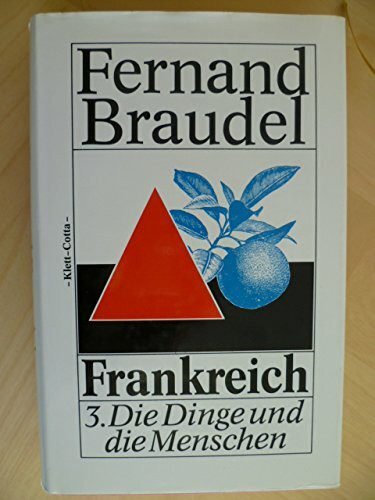 Fernand
Braudel
- Klett-Cotta -
Frankreich
3. Die Dinge und
die Menschen